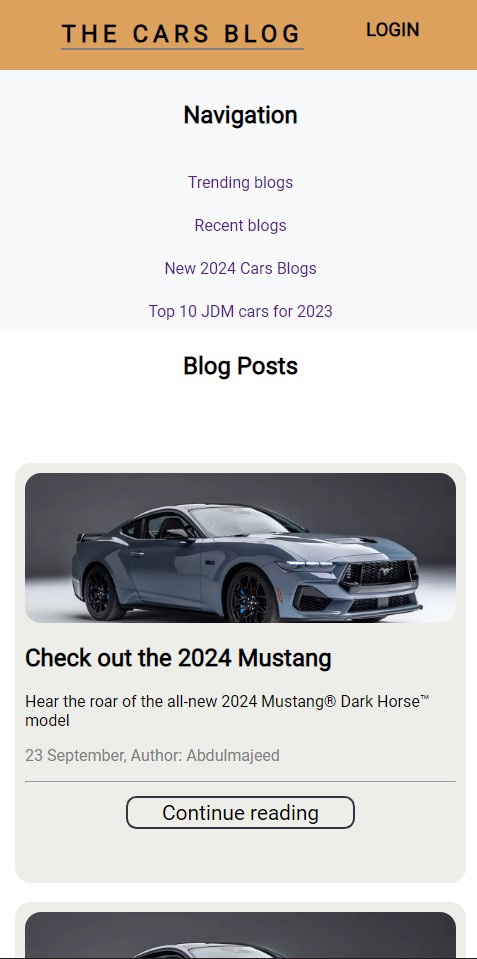 THE CARS BLOG
LOGIN
Navigation
Trending blogs
Recent blogs
New 2024 Cars Blogs
Top 10 JDM cars for 2023
Blog Posts
Check out the 2024 Mustang
Hear the roar of the all-new 2024 Mustang® Dark Horse™
model
23 September, Author: Abdulmajeed
Continue reading